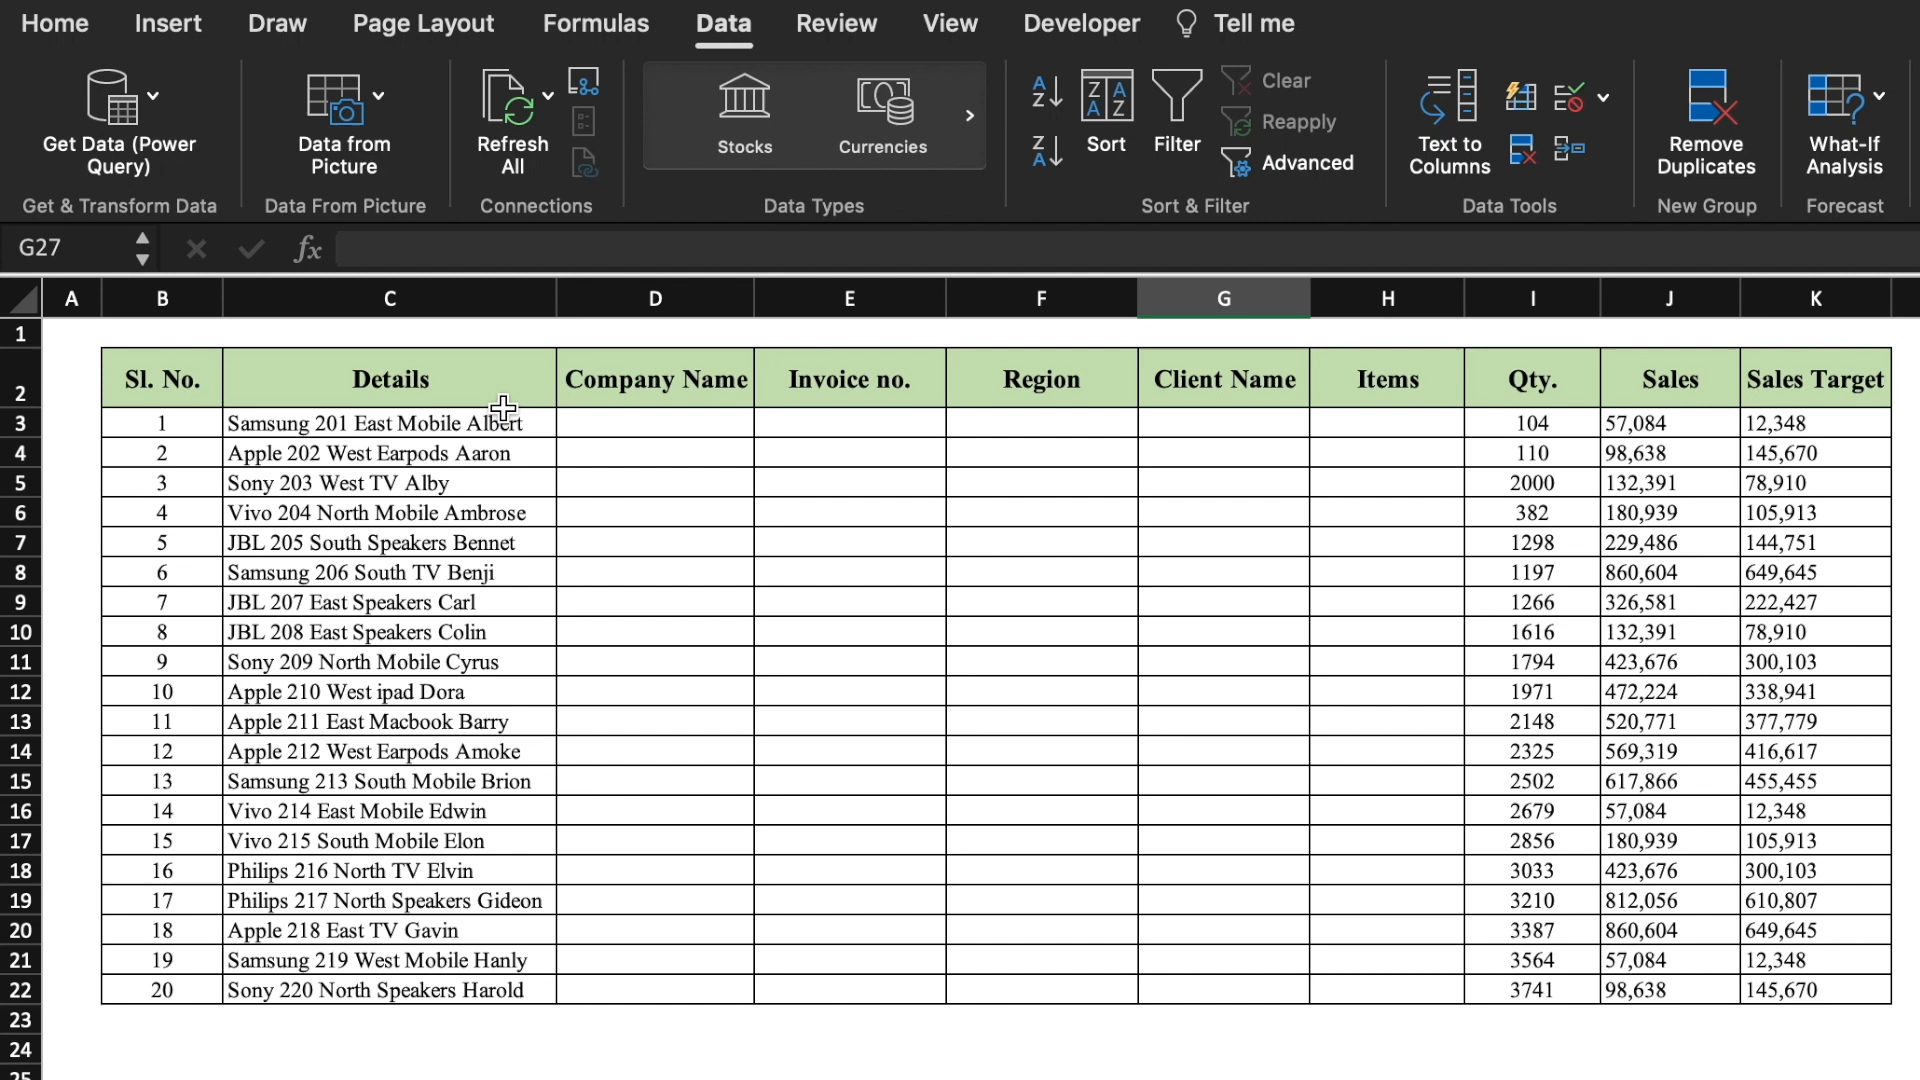 Home Insert Draw Page Layout Formulas Data Review View Developer Tell me
Get Data (Power Query)
Data from Picture
Refresh All
Stocks
Currencies
Sort
Filter
Clear
Reapply
Advanced
Text to Columns
Remove Duplicates
What-If Analysis
Get & Transform Data Data From Picture Connections Data Types Sort & Filter Data Tools New Group Forecast
G27 fx
A B C D E F G H I J K
1
2 Sl. No. Details Company Name Invoice no. Region Client Name Items Qty. Sales Sales Target
3 1 Samsung 201 East Mobile Albert 104 57,084 12,348
4 2 Apple 202 West Earpods Aaron 110 98,638 145,670
5 3 Sony 203 West TV Alby 2000 132,391 78,910
6 4 Vivo 204 North Mobile Ambrose 382 180,939 105,913
7 5 JBL 205 South Speakers Bennet 1298 229,486 144,751
8 6 Samsung 206 South TV Benji 1197 860,604 649,645
9 7 JBL 207 East Speakers Carl 1266 326,581 222,427
10 8 JBL 208 East Speakers Colin 1616 132,391 78,910
11 9 Sony 209 North Mobile Cyrus 1794 423,676 300,103
12 10 Apple 210 West ipad Dora 1971 472,224 338,941
13 11 Apple 211 East Macbook Barry 2148 520,771 377,779
14 12 Apple 212 West Earpods Amoke 2325 569,319 416,617
15 13 Samsung 213 South Mobile Brion 2502 617,866 455,455
16 14 Vivo 214 East Mobile Edwin 2679 57,084 12,348
17 15 Vivo 215 South Mobile Elon 2856 180,939 105,913
18 16 Philips 216 North TV Elvin 3033 423,676 300,103
19 17 Philips 217 North Speakers Gideon 3210 812,056 610,807
20 18 Apple 218 East TV Gavin 3387 860,604 649,645
21 19 Samsung 219 West Mobile Hanly 3564 57,084 12,348
22 20 Sony 220 North Speakers Harold 3741 98,638 145,670
23
24
25